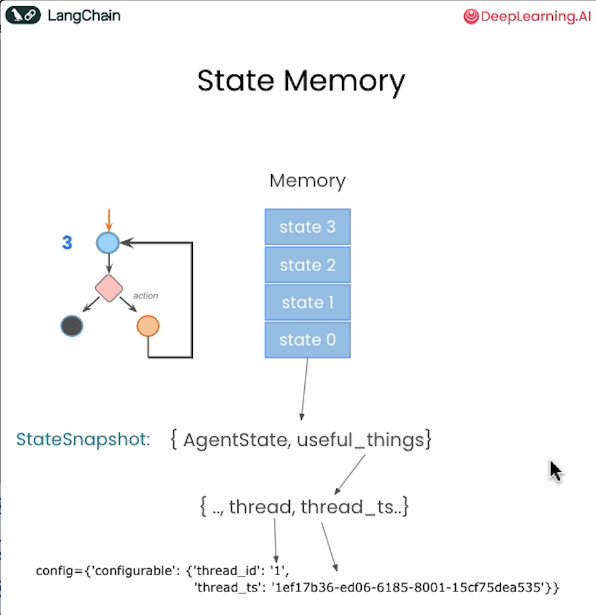 LangChain
DeepLearning.AI
State Memory
Memory
state 3
state 2
state 1
state 0
3
action
StateSnapshot: { AgentState, useful_things}
{ .., thread, thread_ts..}
config={'configurable': {'thread_id': '1',
'thread_ts': '1ef17b36-ed06-6185-8001-15cf75dea535'}}